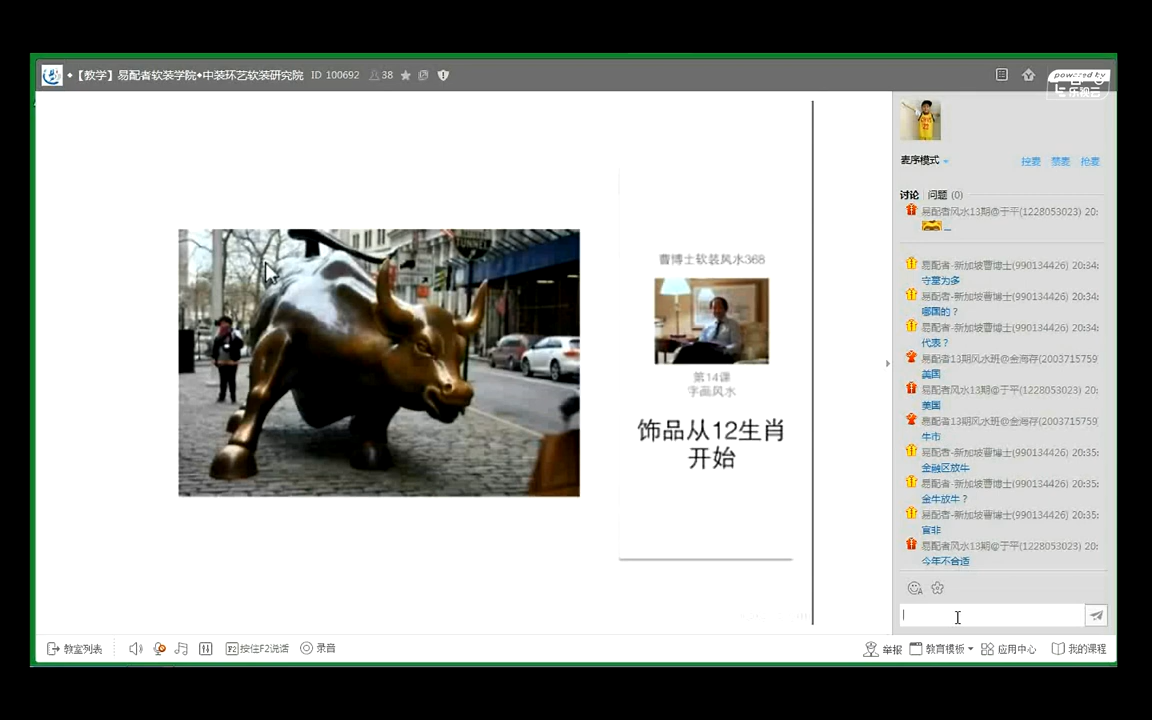 ◆【教学】易配者软装学院◆中装环艺软装研究院 ID 100692 38
powered by
乐视云
TUNNEL
曹博士软装风水368
第14课
字画风水
饰品从12生肖
开始
麦序模式 控麦 禁麦 抢麦
讨论 问题 (0)
易配者风水13期@于平(1228053023) 20:
易配者-新加坡曹博士(990134426) 20:34:
守童为多
易配者-新加坡曹博士(990134426) 20:34:
哪国的？
易配者-新加坡曹博士(990134426) 20:34:
代表？
易配者13期风水班@金海存(2003715759
美国
易配者风水13期@于平(1228053023) 20:
美国
易配者13期风水班@金海存(2003715759
牛市
易配者-新加坡曹博士(990134426) 20:35:
金融区放牛
易配者-新加坡曹博士(990134426) 20:35:
金牛放牛？
易配者-新加坡曹博士(990134426) 20:35:
官非
易配者风水13期@于平(1228053023) 20:
今年不合适
教室列表 F2 按住F2说话 录音 举报 教育模板 应用中心 我的课程